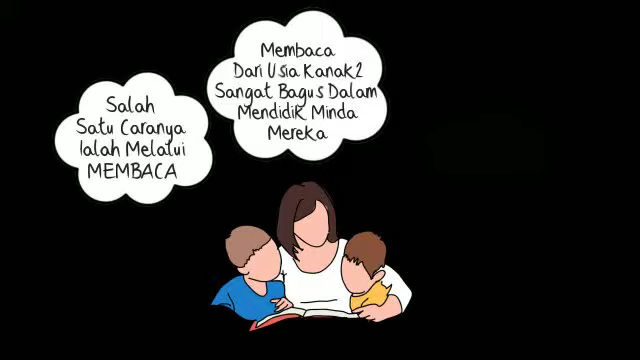 Salah
Satu Caranya
Ialah Melalui
MEMBACA
Membaca
Dari Usia Kanak2
Sangat Bagus Dalam
Mendidik Minda
Mereka